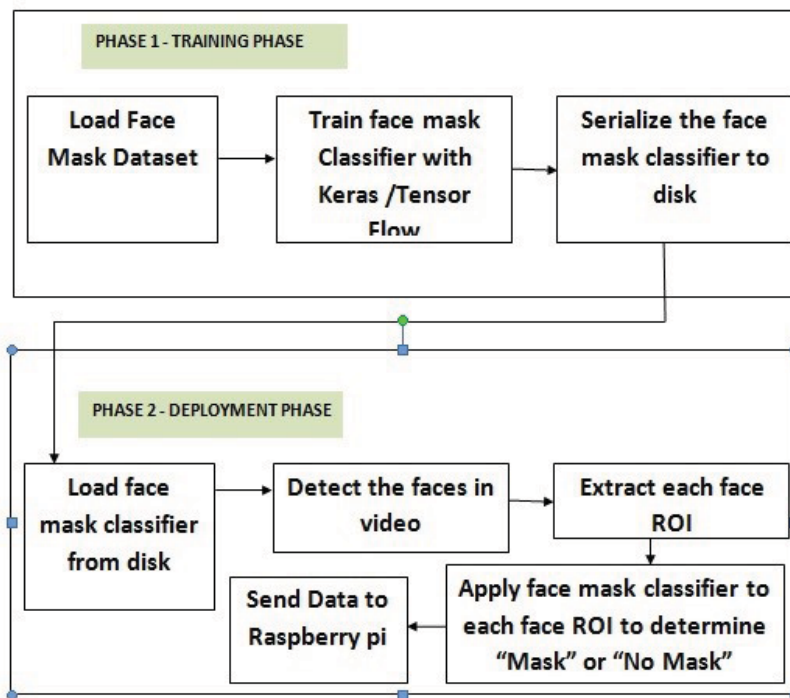 PHASE 1 - TRAINING PHASE
Load Face
Mask Dataset
Train face mask
Classifier with
Keras /Tensor
Flow
Serialize the face
mask classifier to
disk
PHASE 2 - DEPLOYMENT PHASE
Load face
mask classifier
from disk
Detect the faces in
video
Extract each face
ROI
Apply face mask classifier to
each face ROI to determine
“Mask” or “No Mask”
Send Data to
Raspberry pi